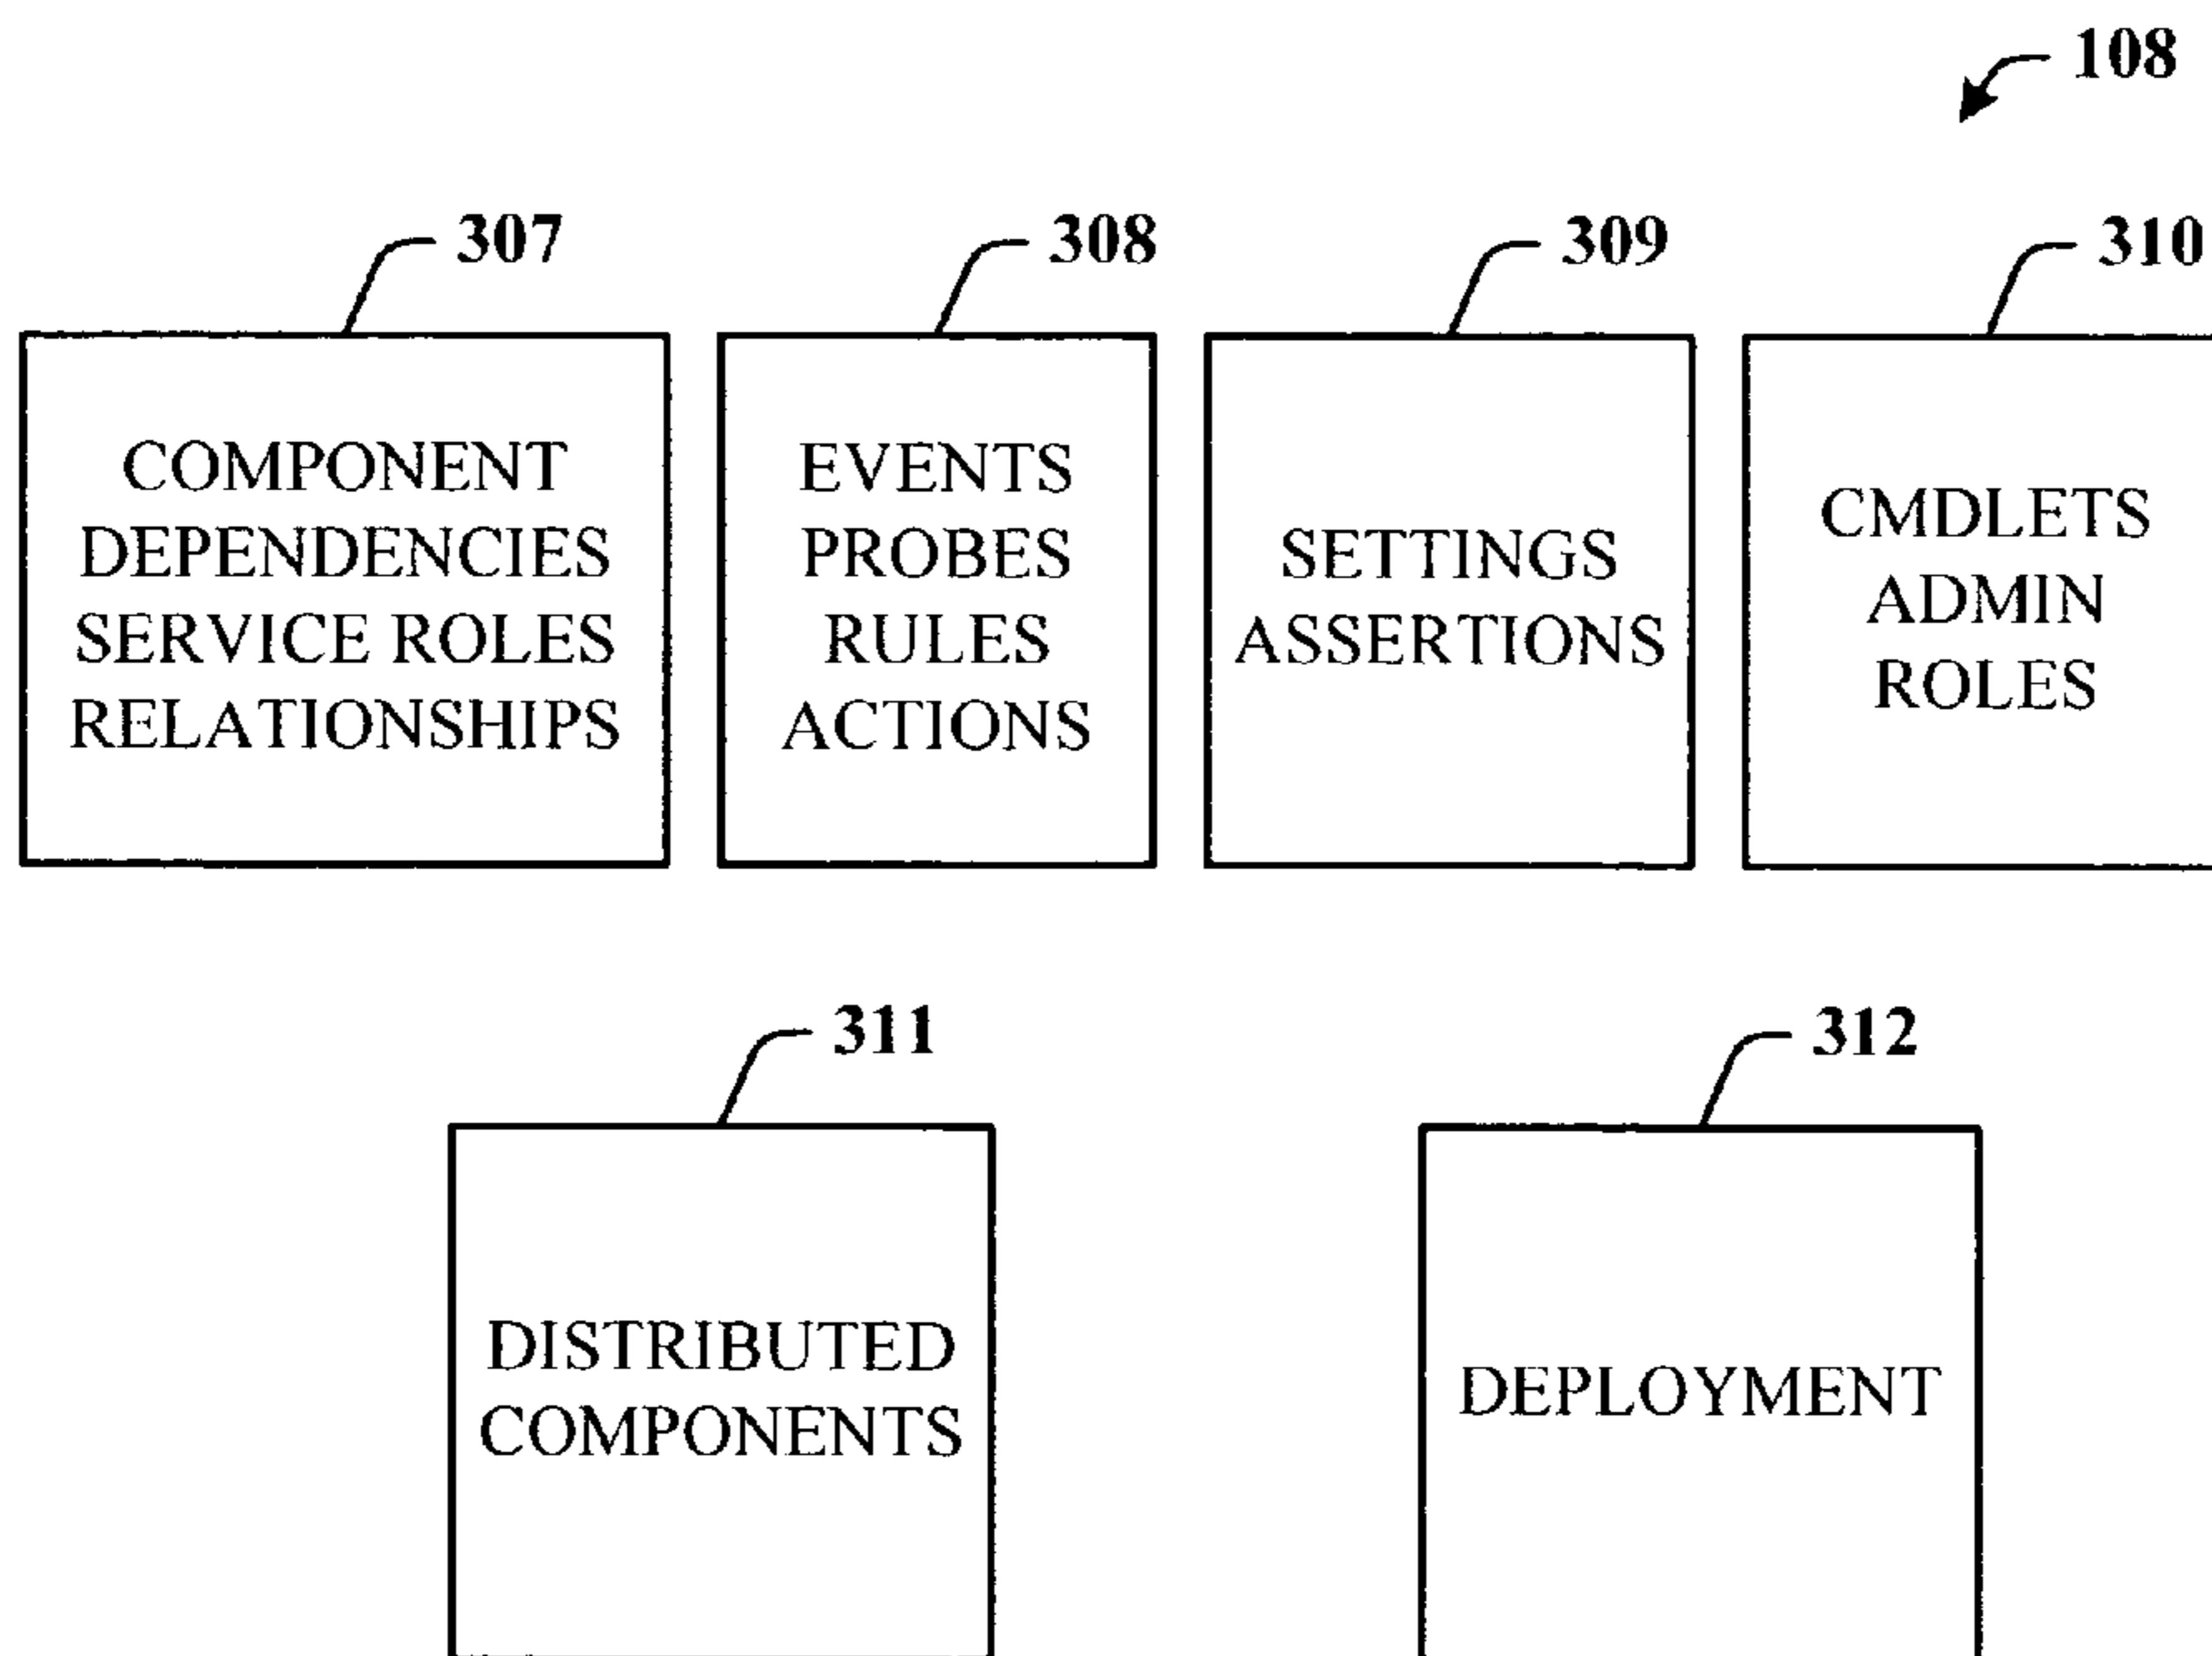 108
307
308
309
310
COMPONENT
DEPENDENCIES
SERVICE ROLES
RELATIONSHIPS
EVENTS
PROBES
RULES
ACTIONS
SETTINGS
ASSERTIONS
CMDLETS
ADMIN
ROLES
311
312
DISTRIBUTED
COMPONENTS
DEPLOYMENT